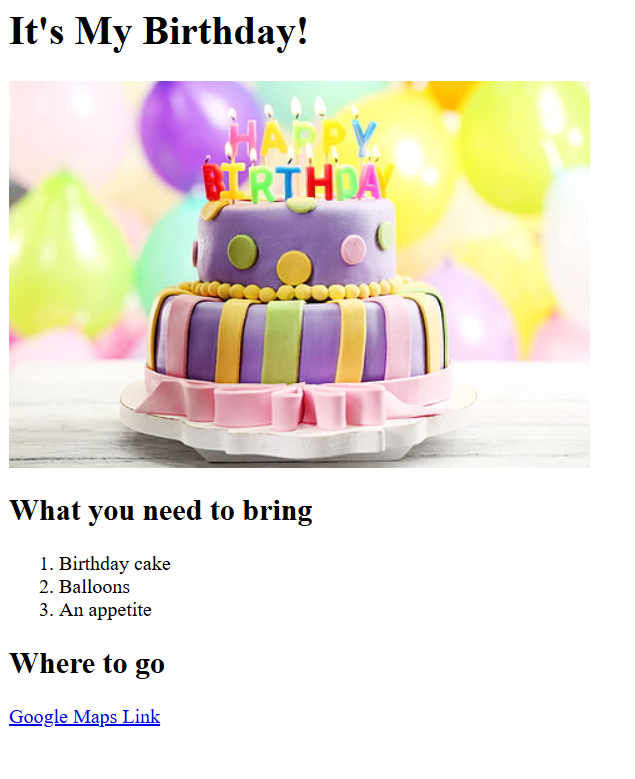 It's My Birthday!
HAPPY
BIRTHDAY
What you need to bring
1. Birthday cake
2. Balloons
3. An appetite
Where to go
Google Maps Link